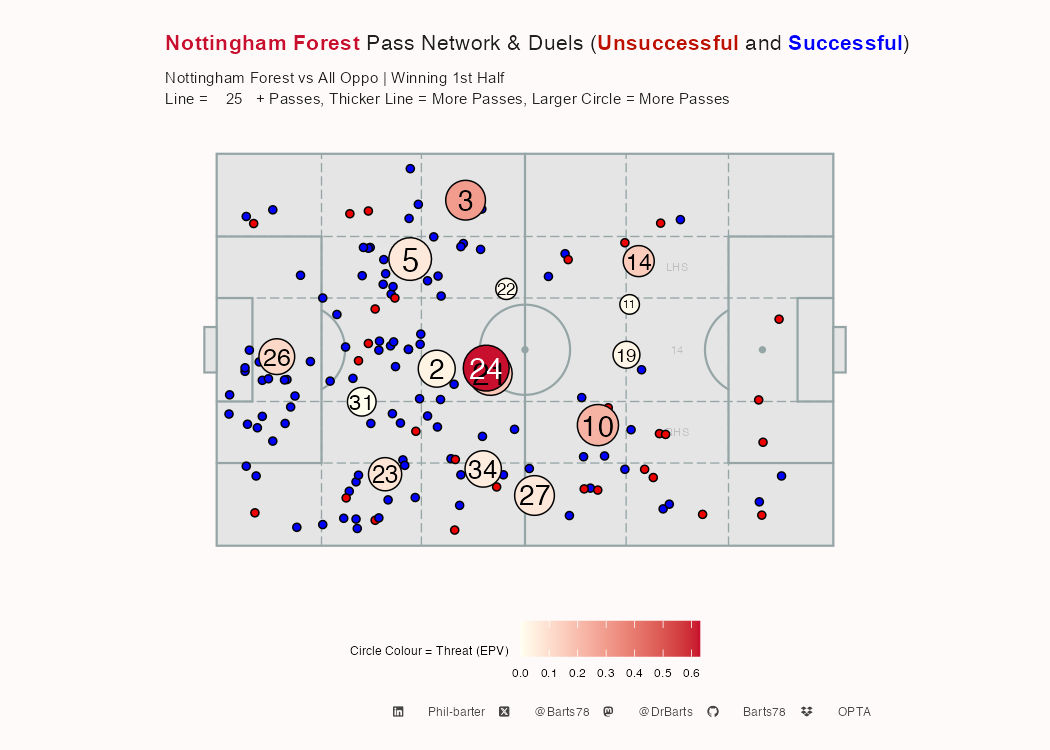 Nottingham Forest Pass Network & Duels (Unsuccessful and Successful)
Nottingham Forest vs All Oppo | Winning 1st Half
Line = 25 + Passes, Thicker Line = More Passes, Larger Circle = More Passes
3
5
14
LHS
22
11
26
2
24
19
14
31
10
23
34
27
Circle Colour = Threat (EPV)
0.0 0.1 0.2 0.3 0.4 0.5 0.6
Phil-barter @Barts78 @DrBarts Barts78 OPTA